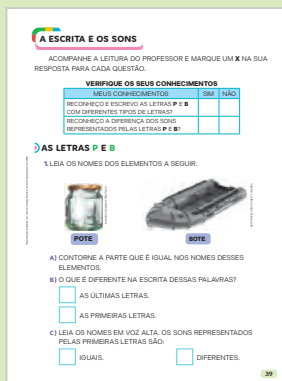 A ESCRITA E OS SONS
ACOMPANHE A LEITURA DO PROFESSOR E MARQUE UM X NA SUA
RESPOSTA PARA CADA QUESTÃO.
VERIFIQUE OS SEUS CONHECIMENTOS
MEUS CONHECIMENTOS SIM NÃO
RECONHEÇO E ESCREVO AS LETRAS P E B
COM DIFERENTES TIPOS DE LETRAS?
RECONHEÇO A DIFERENÇA DOS SONS
REPRESENTADOS PELAS LETRAS P E B?
AS LETRAS P E B
1. LEIA OS NOMES DOS ELEMENTOS A SEGUIR.
POTE BOTE
A) CONTORNE A PARTE QUE É IGUAL NOS NOMES DESSES
ELEMENTOS.
B) O QUE É DIFERENTE NA ESCRITA DESSAS PALAVRAS?
AS ÚLTIMAS LETRAS.
AS PRIMEIRAS LETRAS.
C) LEIA OS NOMES EM VOZ ALTA. OS SONS REPRESENTADOS
PELAS PRIMEIRAS LETRAS SÃO:
IGUAIS. DIFERENTES.
39